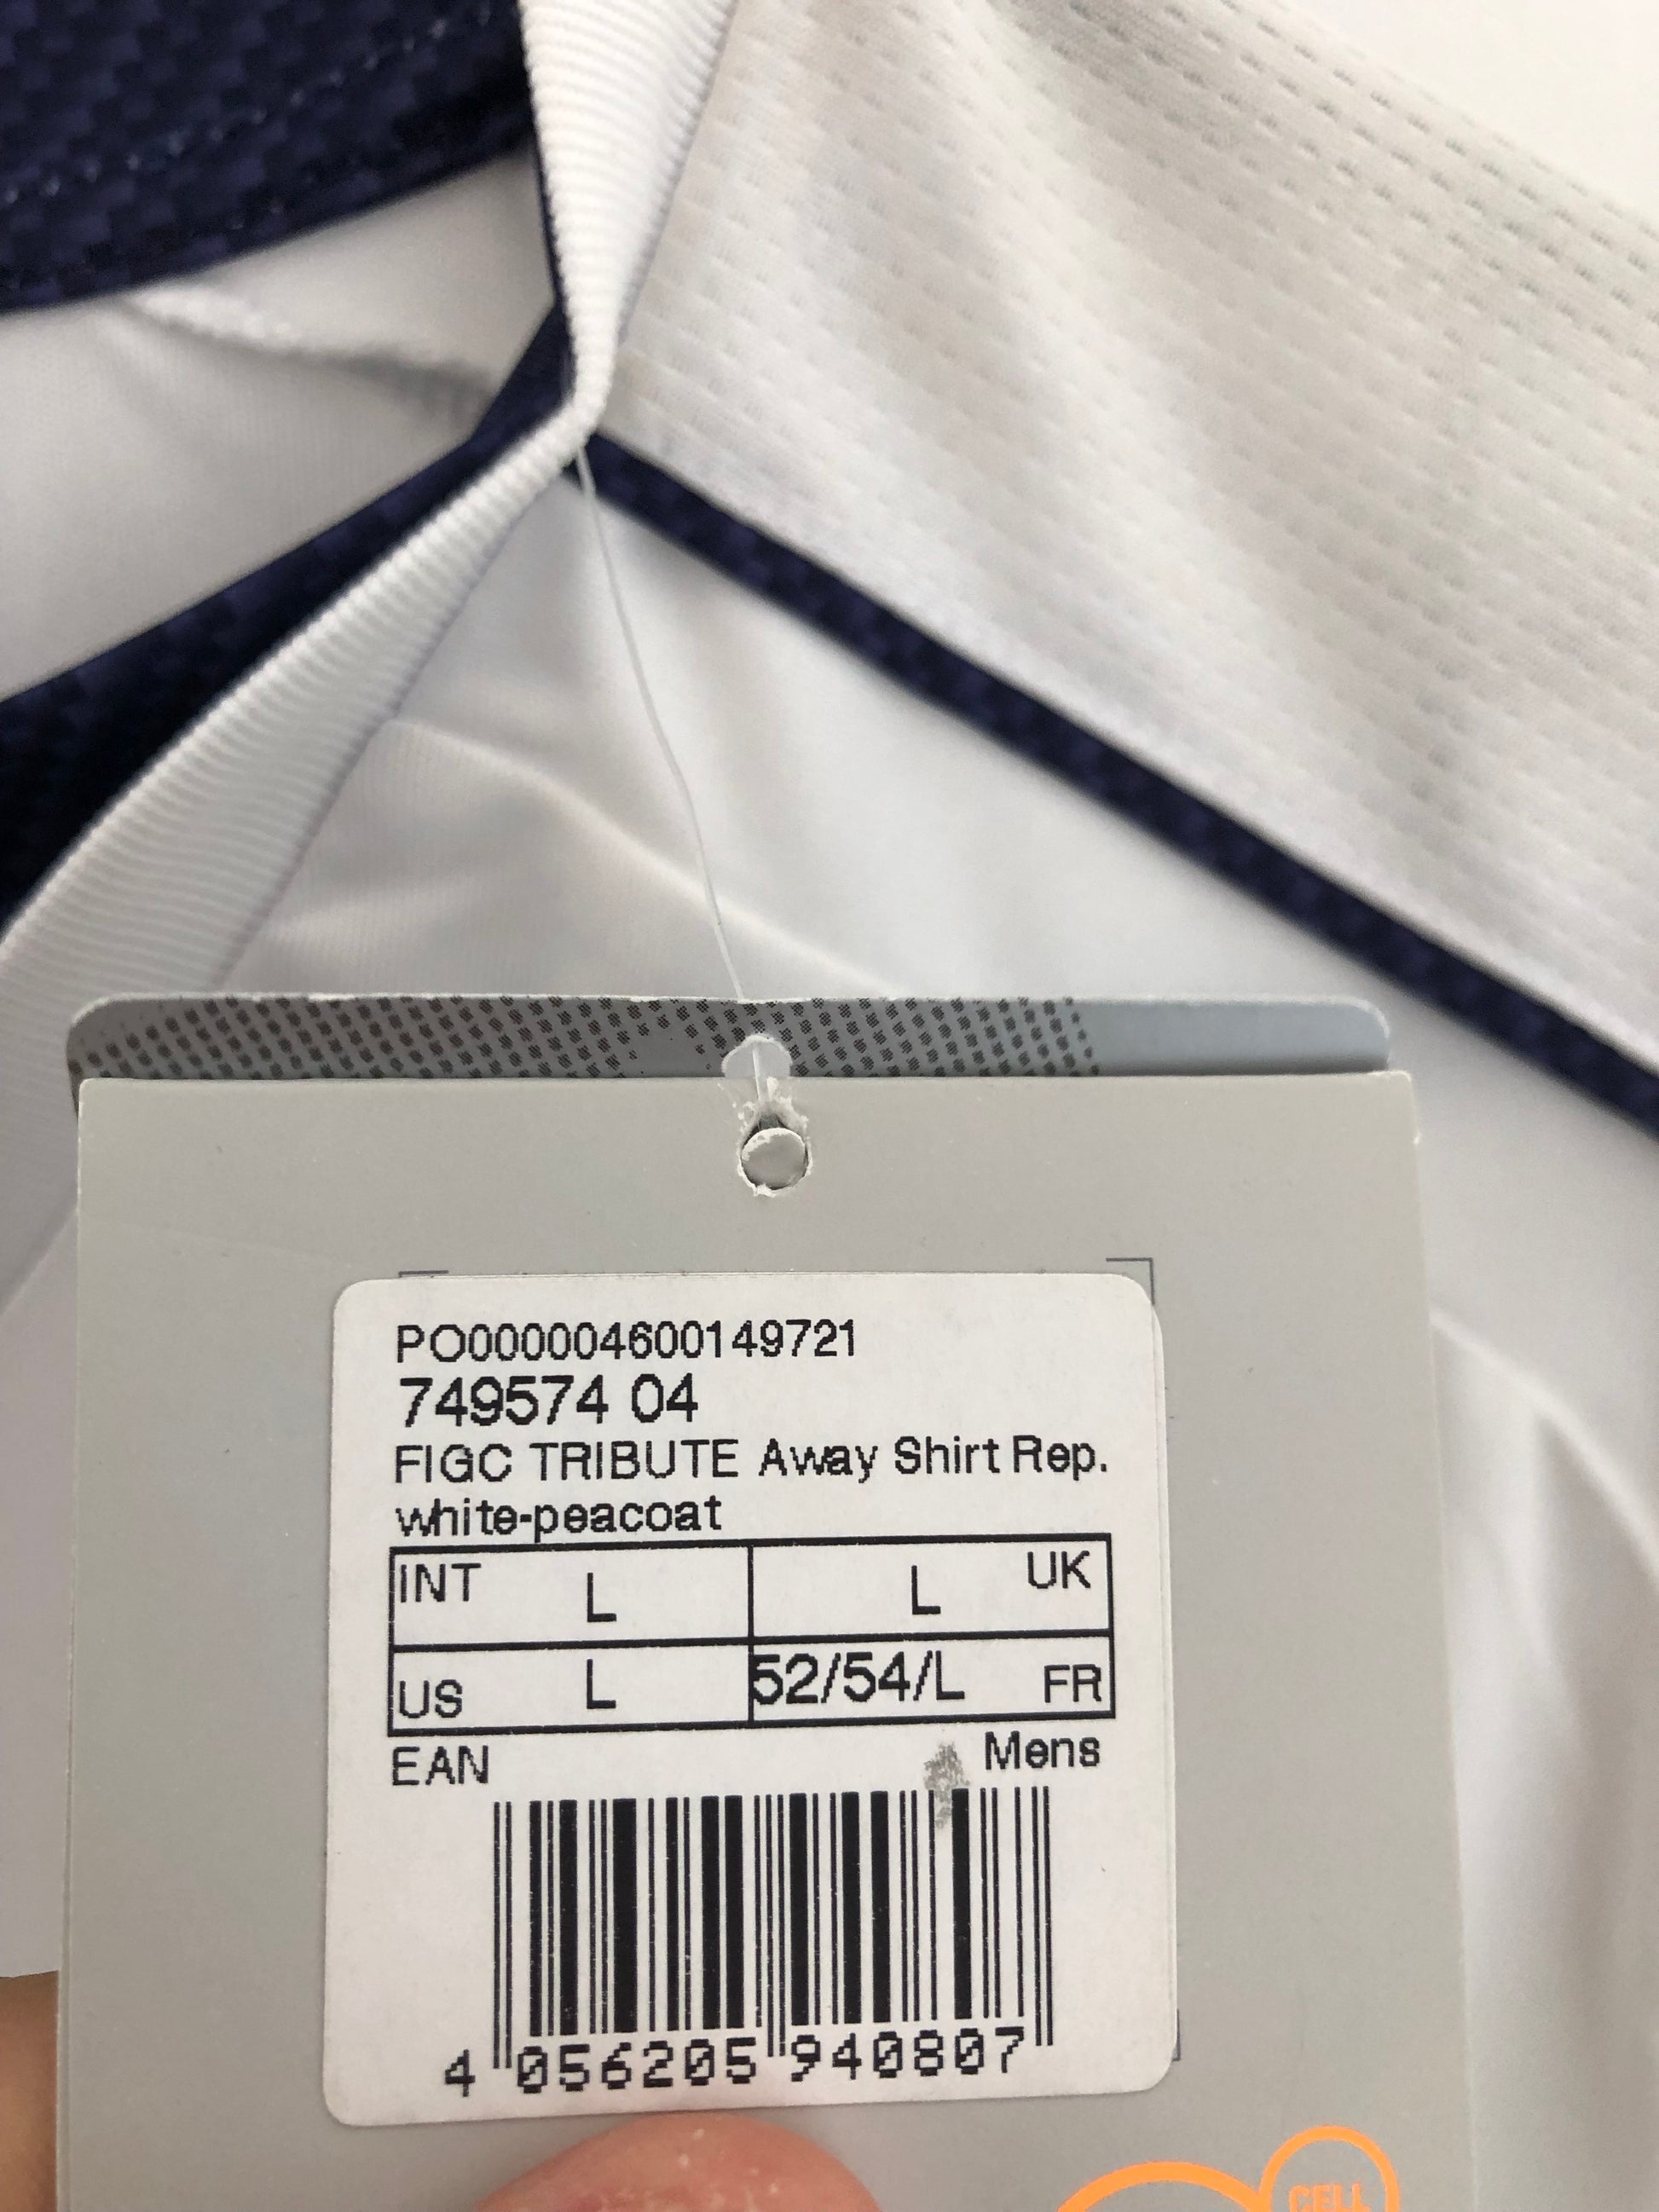 PO0000004600149721
749574 04
FIGC TRIBUTE Away Shirt Rep.
white-peacoat
INT L L UK
US L 52/54/L FR
EAN Mens
4 056205 940807
CELL